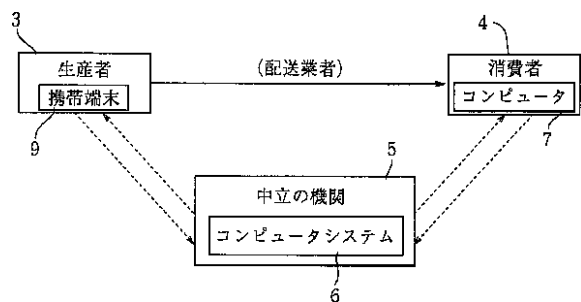 3
生産者
携帯端末
9
(配送業者)
4
消費者
コンピュータ
7
5
中立の機関
コンピュータシステム
6